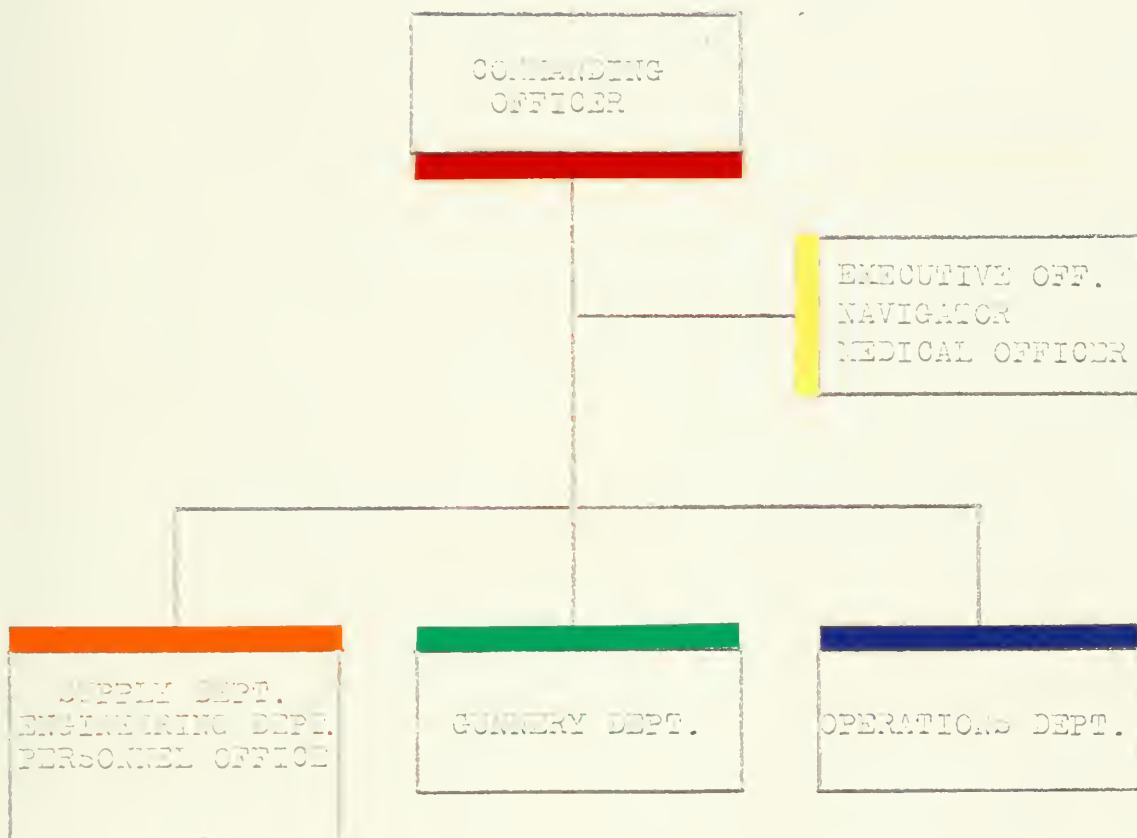 COMMANDING
OFFICER
EXECUTIVE OFF.
NAVIGATOR
MEDICAL OFFICER
SUPPLY DEPT.
ENGINEERING DEPT.
PERSONNEL OFFICE
GUNNERY DEPT.
OPERATIONS DEPT.